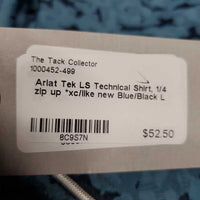 The Tack Collector
1000452-499
Ariat Tek LS Technical Shirt, 1/4
zip up *xc/like new Blue/Black L
8C9S7N
$52.50